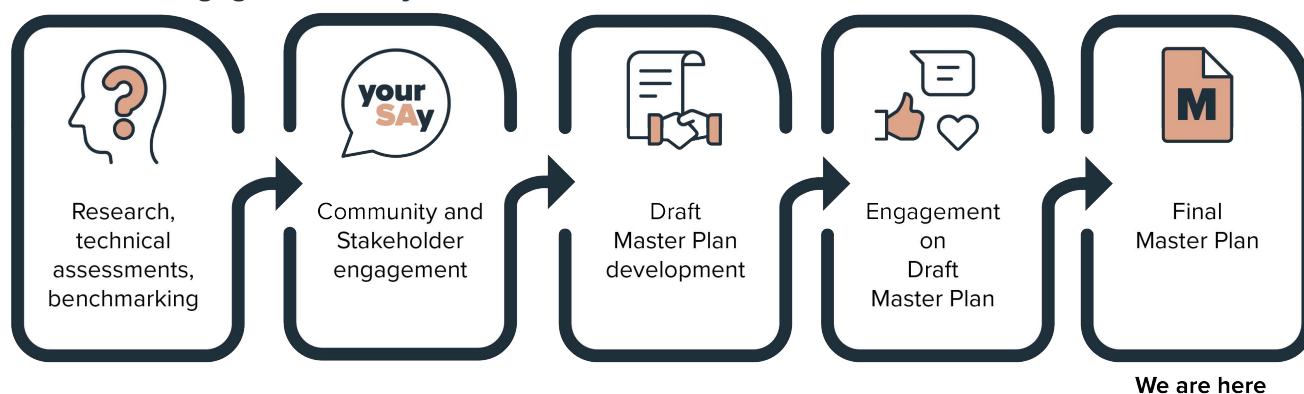 your
SAy
M
Research,
technical
assessments,
benchmarking
Community and
Stakeholder
engagement
Draft
Master Plan
development
Engagement
on
Draft
Master Plan
Final
Master Plan
We are here